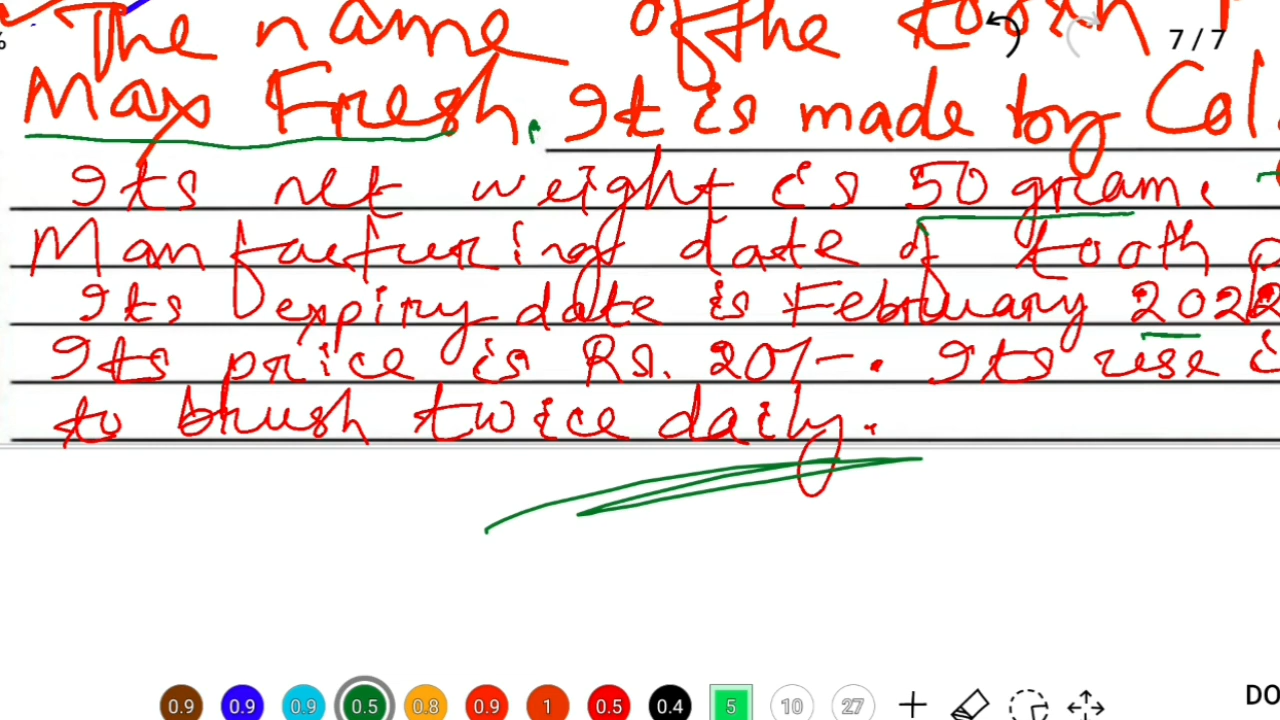 The name of the tooth
7/7
Max Fresh. It is made by Col
Its net weight is 50 gram.
Manfacturing date of tooth
Its expiry date is February 2022
Its price is Rs. 20/-. Its use i
to brush twice daily.
0.9 0.9 0.9 0.5 0.8 0.9 1 0.5 0.4 5 10 27 +
DO